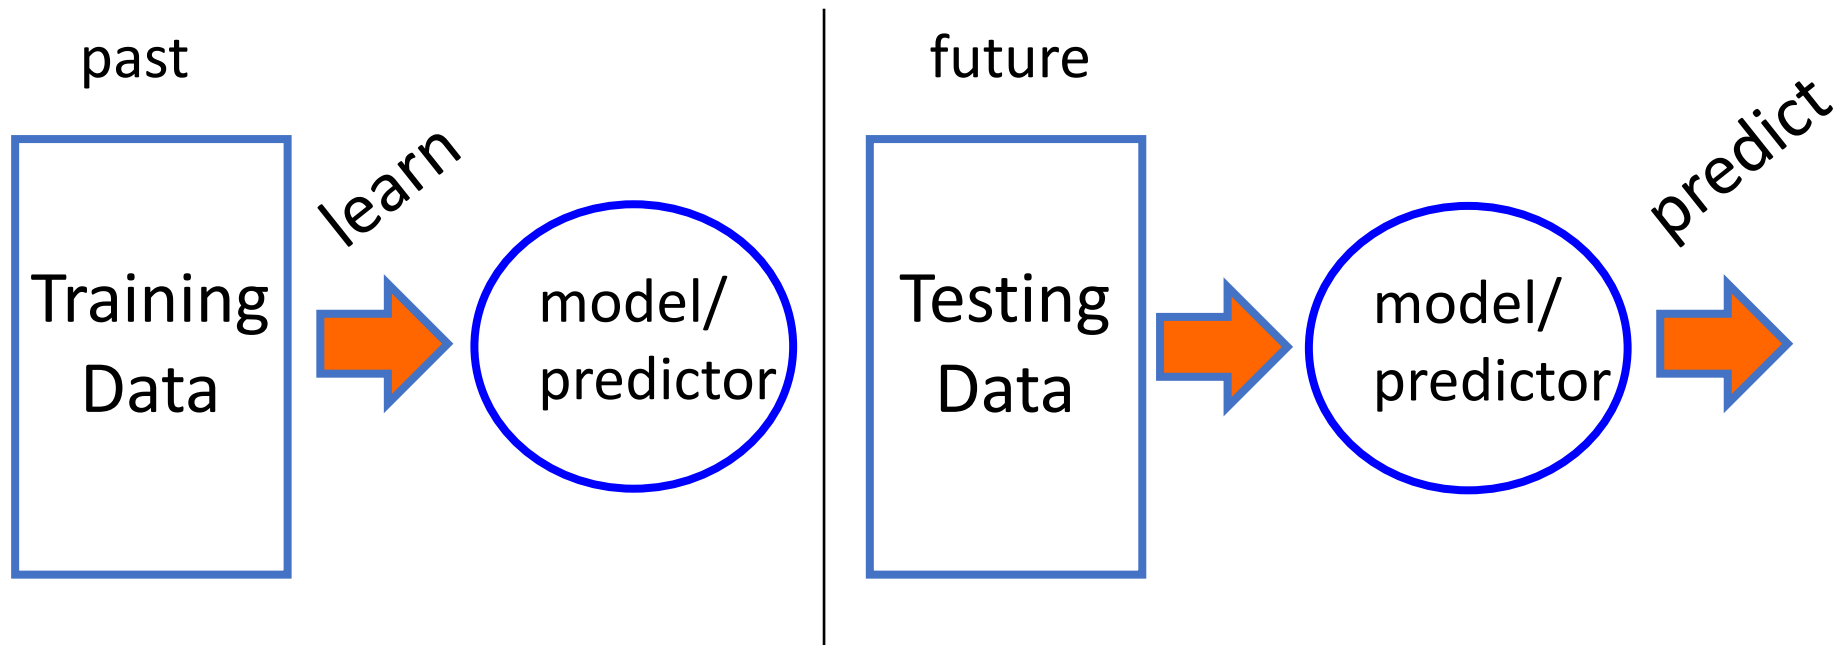 past
learn
Training
Data
model/
predictor
future
predict
Testing
Data
model/
predictor